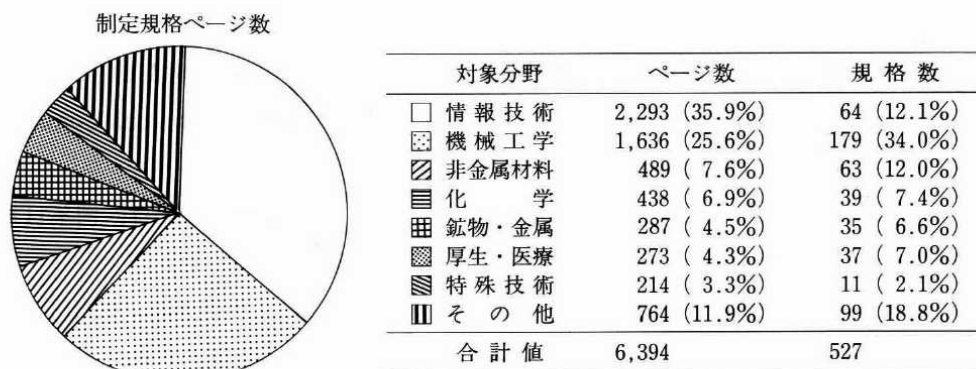 制定規格ページ数
対象分野 ページ数 規格数
情報技術 2,293 (35.9%) 64 (12.1%)
機械工学 1,636 (25.6%) 179 (34.0%)
非金属材料 489 ( 7.6%) 63 (12.0%)
化学 438 ( 6.9%) 39 ( 7.4%)
鉱物・金属 287 ( 4.5%) 35 ( 6.6%)
厚生・医療 273 ( 4.3%) 37 ( 7.0%)
特殊技術 214 ( 3.3%) 11 ( 2.1%)
その他 764 (11.9%) 99 (18.8%)
合計値 6,394 527